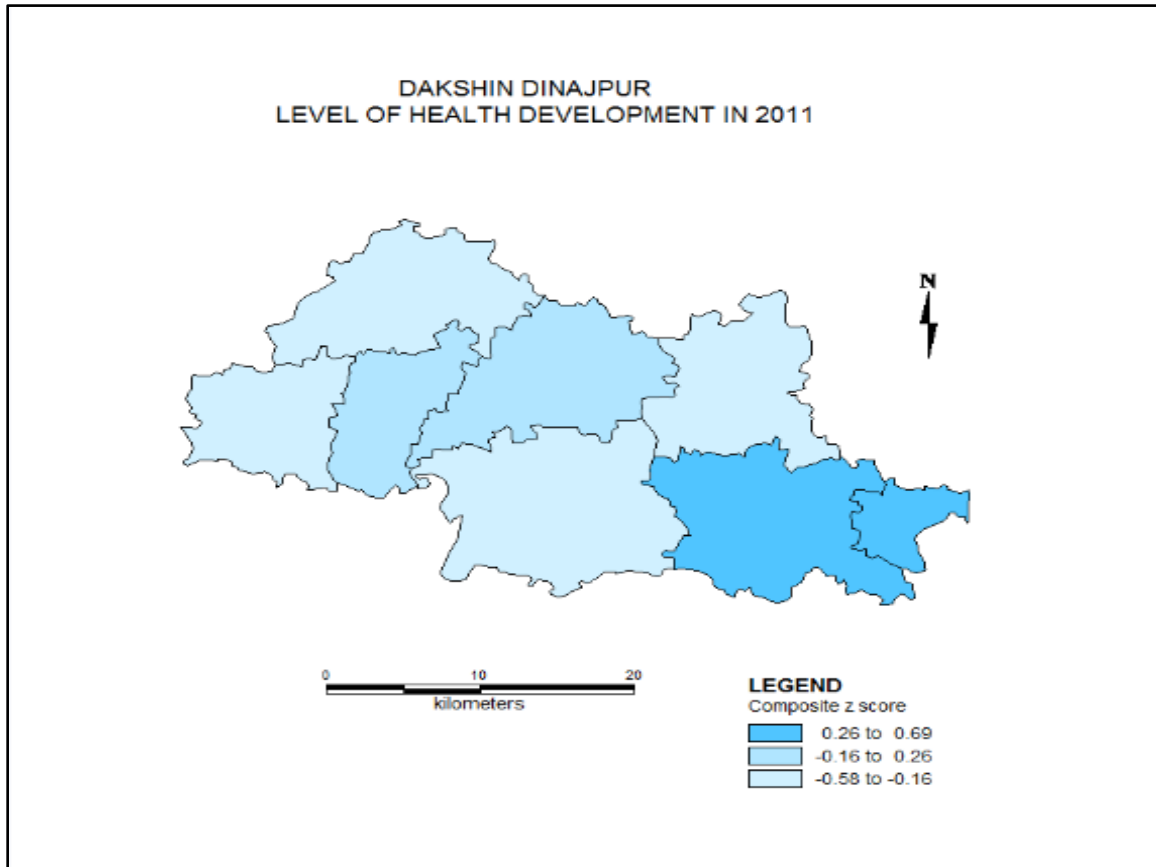 DAKSHIN DINAJPUR
LEVEL OF HEALTH DEVELOPMENT IN 2011
N
0 10 20
kilometers
LEGEND
Composite z score
0.26 to 0.69
-0.16 to 0.26
-0.58 to -0.16